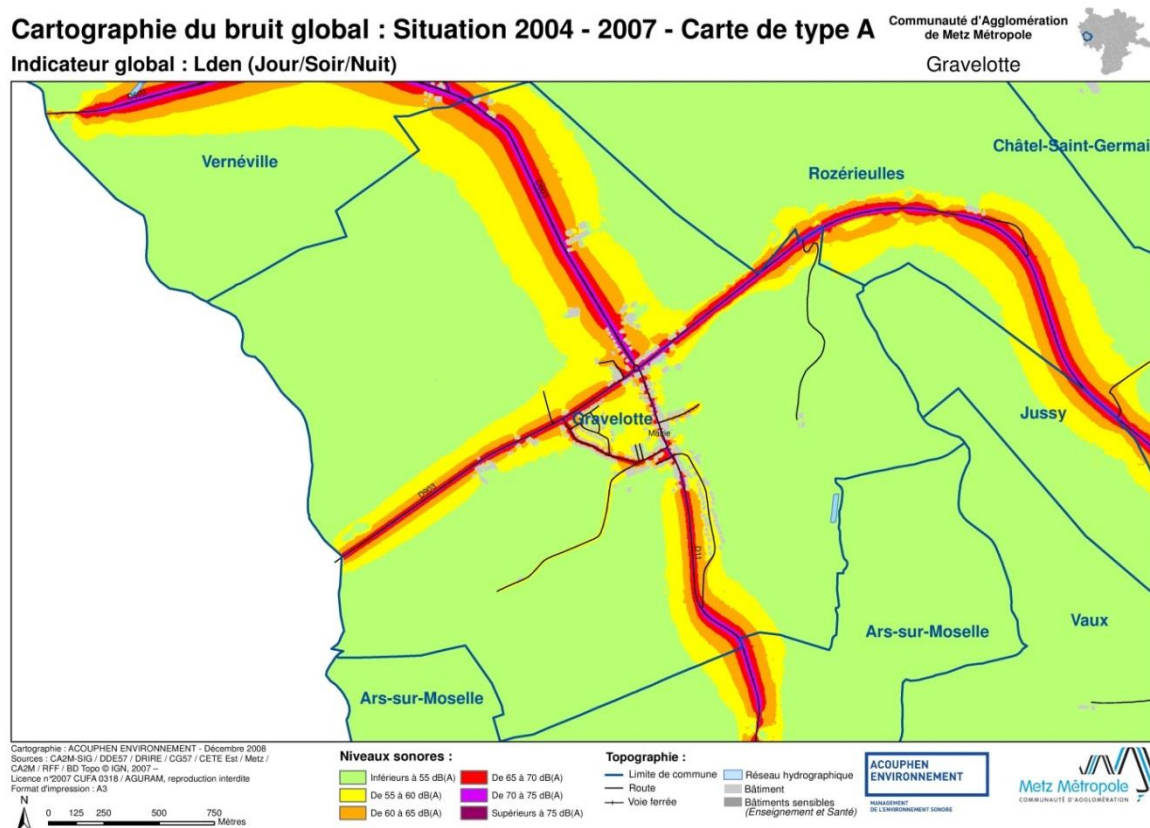 Cartographie du bruit global : Situation 2004 - 2007 - Carte de type A
Indicateur global : Lden (Jour/Soir/Nuit)
Communauté d'Agglomération
de Metz Métropole
Gravelotte
Vernéville
Châtel-Saint-Germai
Rozérieulles
Gravelotte
Mairie
D903
D11
Jussy
Vaux
Ars-sur-Moselle
Ars-sur-Moselle
Cartographie : ACOUPHEN ENVIRONNEMENT - Décembre 2008
Sources : CA2M-SIG / DDE57 / DRIRE / CG57 / CETE Est / Metz /
CA2M / RFF / BD Topo © IGN, 2007 –
Licence n°2007 CUFA 0318 / AGURAM, reproduction interdite
Format d'impression : A3
N
0 125 250 500 750
Mètres
Niveaux sonores :
Inférieurs à 55 dB(A)
De 55 à 60 dB(A)
De 60 à 65 dB(A)
De 65 à 70 dB(A)
De 70 à 75 dB(A)
Supérieurs à 75 dB(A)
Topographie :
Limite de commune
Route
Voie ferrée
Réseau hydrographique
Bâtiment
Bâtiments sensibles
(Enseignement et Santé)
ACOUPHEN
ENVIRONNEMENT
MANAGEMENT
DE L'ENVIRONNEMENT SONORE
Metz Métropole
COMMUNAUTÉ D'AGGLOMÉRATION